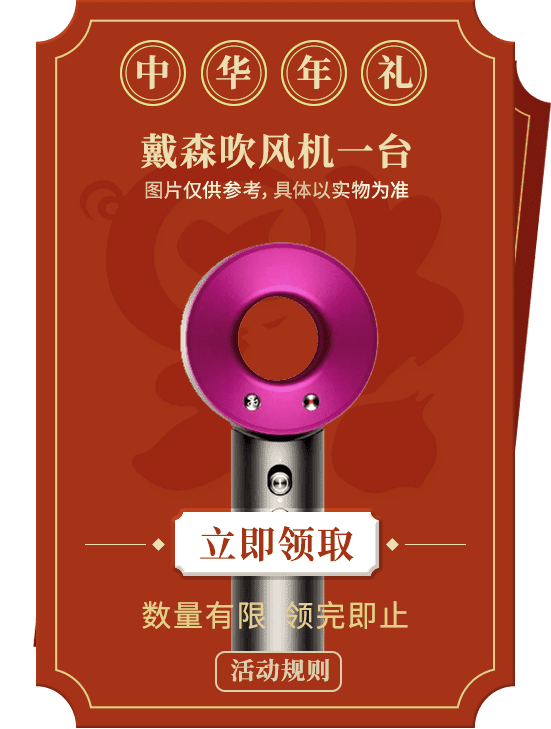 中华年礼
戴森吹风机一台
图片仅供参考,具体以实物为准
立即领取
数量有限 领完即止
活动规则